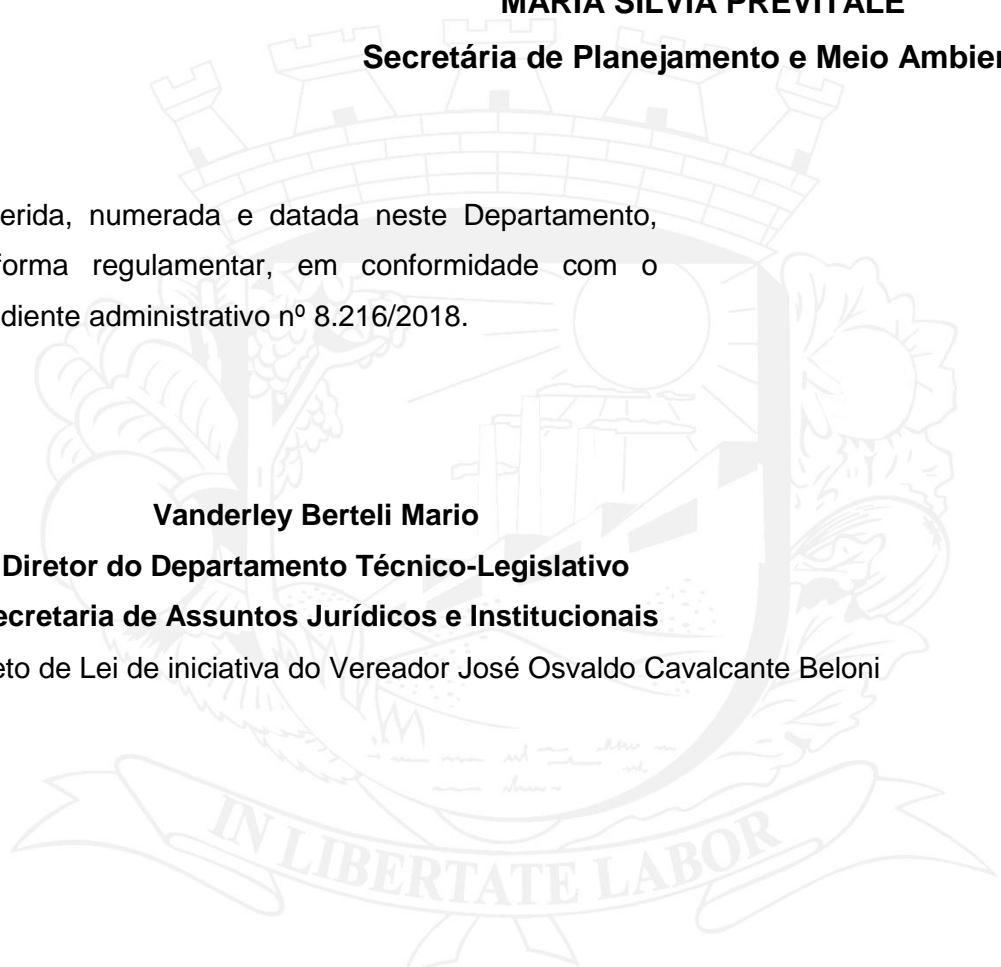 MARIA SILVIA PREVITALE
Secretária de Planejamento e Meio Ambien
erida, numerada e datada neste Departamento,
forma regulamentar, em conformidade com o
diente administrativo nº 8.216/2018.
Vanderley Berteli Mario
Diretor do Departamento Técnico-Legislativo
ecretaria de Assuntos Jurídicos e Institucionais
eto de Lei de iniciativa do Vereador José Osvaldo Cavalcante Beloni
IN LIBERTATE LABOR